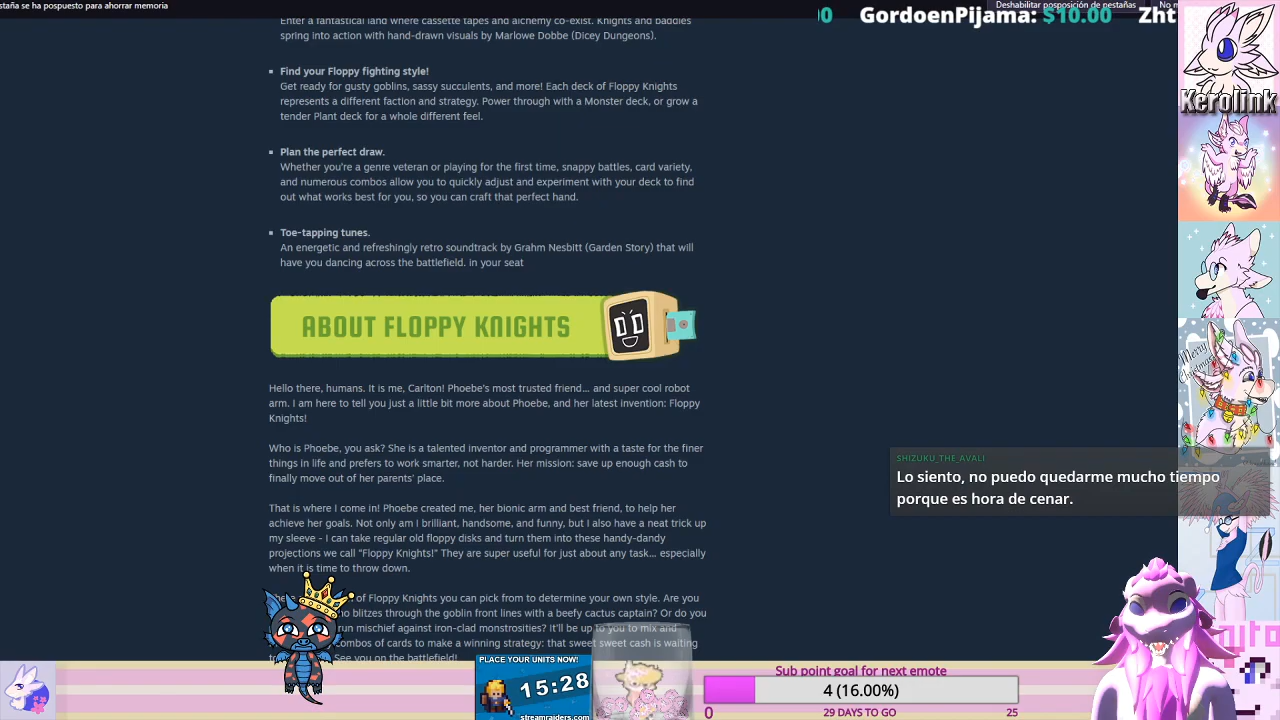 staña se ha pospuesto para ahorrar memoria
Deshabilitar posposición de pestañas
No m
00
GordoenPijama: $10.00
Zht
Enter a fantastical land where cassette tapes and alchemy co-exist. Knights and baddies
spring into action with hand-drawn visuals by Marlowe Dobbe (Dicey Dungeons).
Find your Floppy fighting style!
Get ready for gusty goblins, sassy succulents, and more! Each deck of Floppy Knights
represents a different faction and strategy. Power through with a Monster deck, or grow a
tender Plant deck for a whole different feel.
Plan the perfect draw.
Whether you're a genre veteran or playing for the first time, snappy battles, card variety,
and numerous combos allow you to quickly adjust and experiment with your deck to find
out what works best for you, so you can craft that perfect hand.
Toe-tapping tunes.
An energetic and refreshingly retro soundtrack by Grahm Nesbitt (Garden Story) that will
have you dancing across the battlefield. in your seat
ABOUT FLOPPY KNIGHTS
Hello there, humans. It is me, Carlton! Phoebe's most trusted friend... and super cool robot
arm. I am here to tell you just a little bit more about Phoebe, and her latest invention: Floppy
Knights!
Who is Phoebe, you ask? She is a talented inventor and programmer with a taste for the finer
things in life and prefers to work smarter, not harder. Her mission: save up enough cash to
finally move out of her parents' place.
That is where I come in! Phoebe created me, her bionic arm and best friend, to help her
achieve her goals. Not only am I brilliant, handsome, and funny, but I also have a neat trick up
my sleeve - I can take regular old floppy disks and turn them into these handy-dandy
projections we call "Floppy Knights!" They are super useful for just about any task... especially
when it is time to throw down.
of Floppy Knights you can pick from to determine your own style. Are you
ho blitzes through the goblin front lines with a beefy cactus captain? Or do you
run mischief against iron-clad monstrosities? It'll be up to you to mix and
combos of cards to make a winning strategy: that sweet sweet cash is waiting
See you on the battlefield!
Kerolink
SHIZUKU_THE_AVALI
Lo siento, no puedo quedarme mucho tiempo
porque es hora de cenar.
PLACE YOUR UNITS NOW!
15:28
streamraiders.com
Sub point goal for next emote
4 (16.00%)
0
29 DAYS TO GO
25